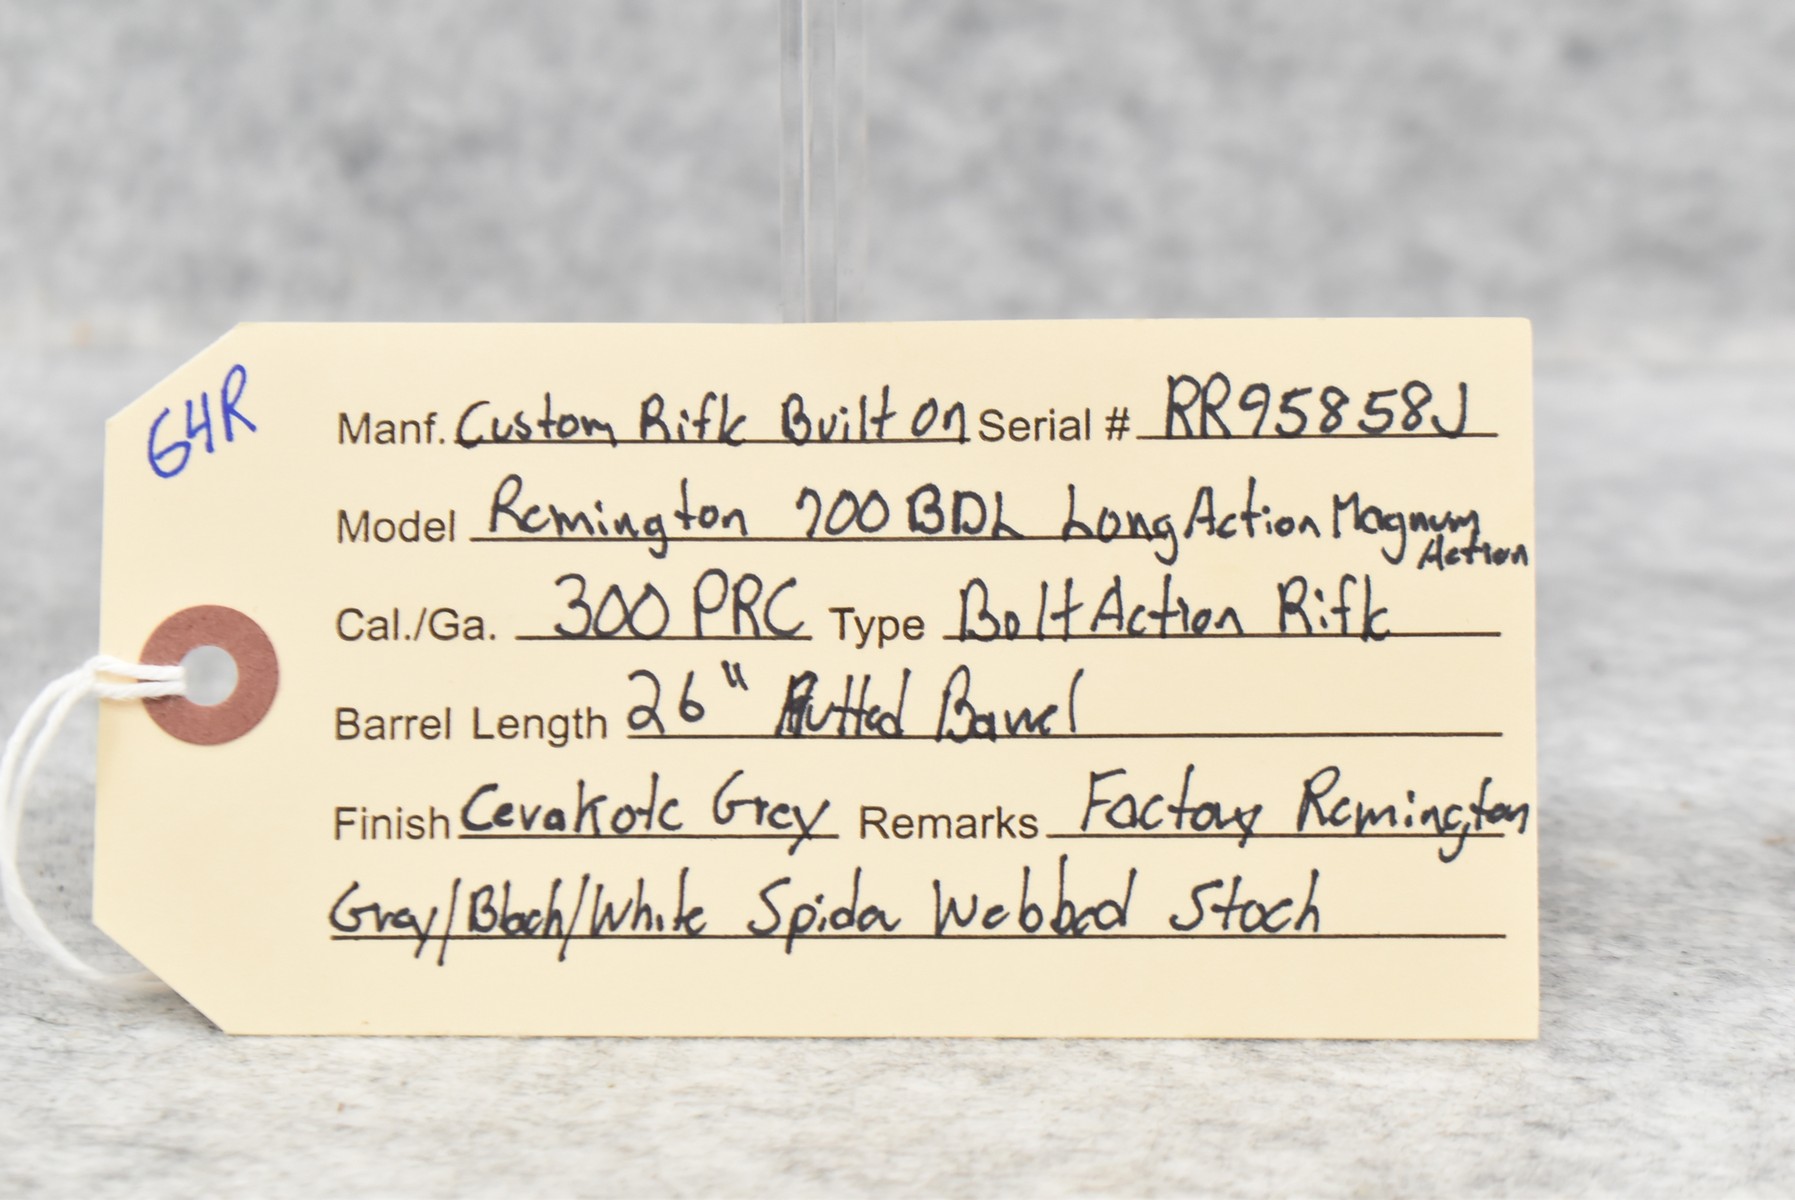 64R
Manf. Custom Rifle Built on Serial # RR95858J
Model Remington 700 BDL Long Action Magnum
Action
Cal./Ga. 300 PRC Type Bolt Action Rifle
Barrel Length 26" Flutted Barrel
Finish Cerakote Grey Remarks Factory Remington
Grey/Black/White Spider Webbed Stock